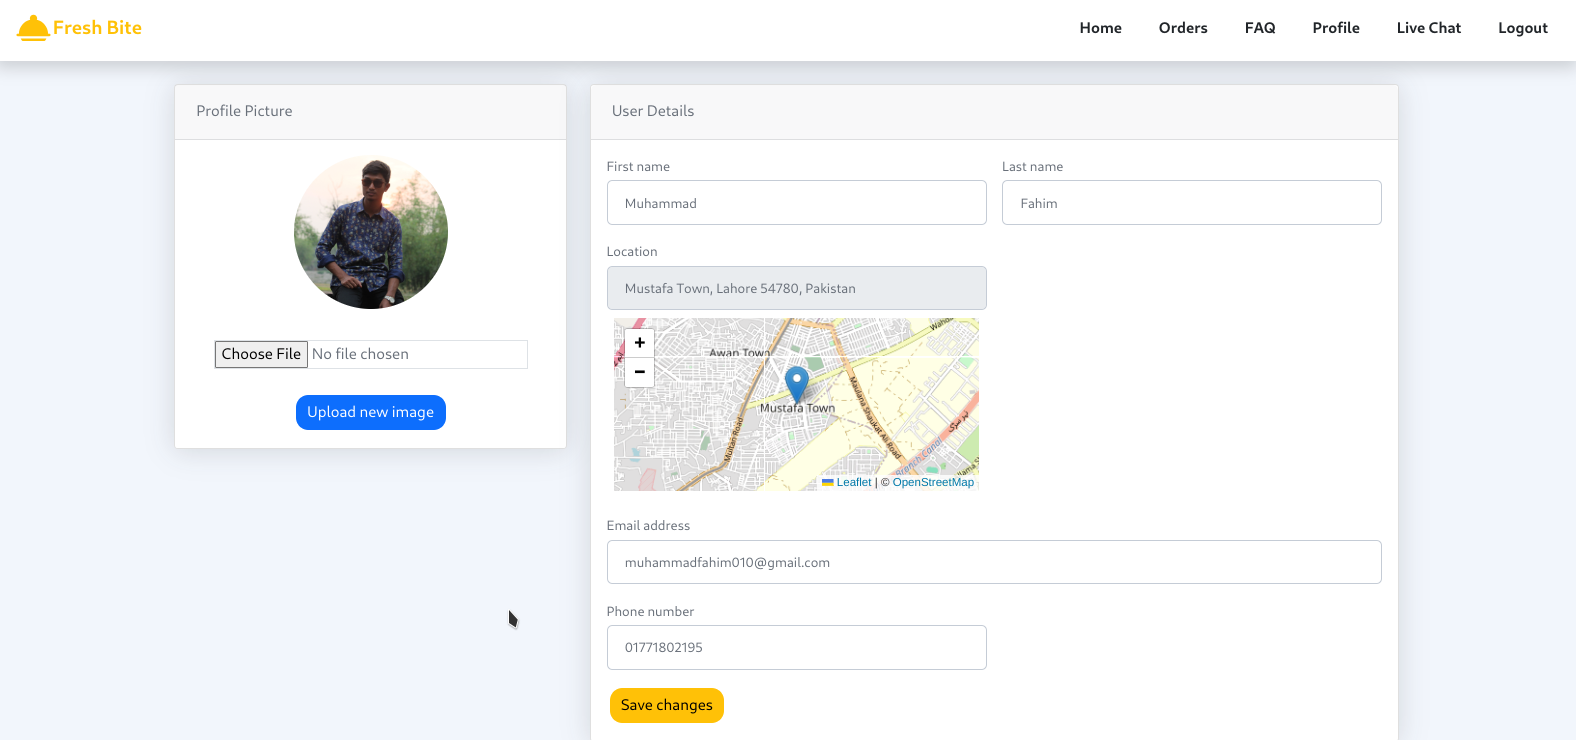 Fresh Bite
Home Orders FAQ Profile Live Chat Logout
Profile Picture
Choose File No file chosen
Upload new image
User Details
First name
Muhammad
Last name
Fahim
Location
Mustafa Town, Lahore 54780, Pakistan
+
−
Awan Town
Mustafa Town
Multan Road
Maulana Shaukat Ali Road
Branch Canal
Leaflet | © OpenStreetMap
Email address
muhammadfahim010@gmail.com
Phone number
01771802195
Save changes